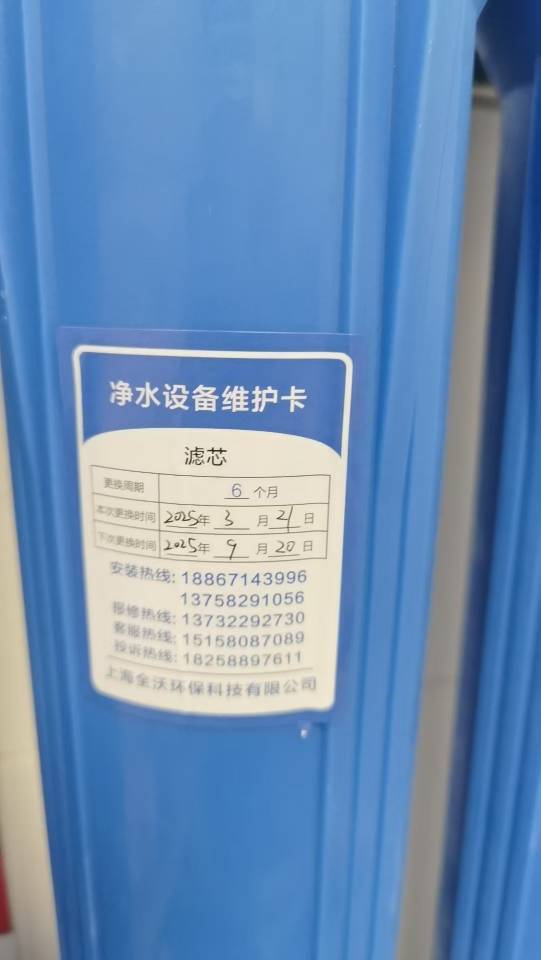 净水设备维护卡
滤芯
更换周期 6 个月
本次更换时间 2025年 3 月 21 日
下次更换时间 2025年 9 月 20 日
安装热线: 18867143996
13758291056
报修热线: 13732292730
客服热线: 15158087089
投诉热线: 18258897611
上海全沃环保科技有限公司